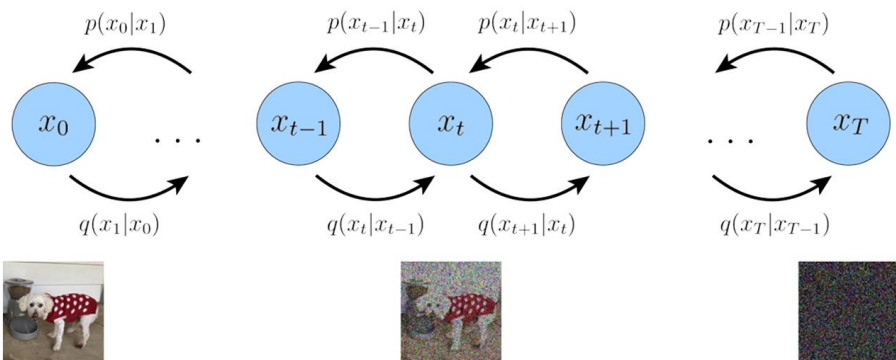 p(x_0|x_1) p(x_{t-1}|x_t) p(x_t|x_{t+1}) p(x_{T-1}|x_T)
x_0 . . . x_{t-1} x_t x_{t+1} . . . x_T
q(x_1|x_0) q(x_t|x_{t-1}) q(x_{t+1}|x_t) q(x_T|x_{T-1})